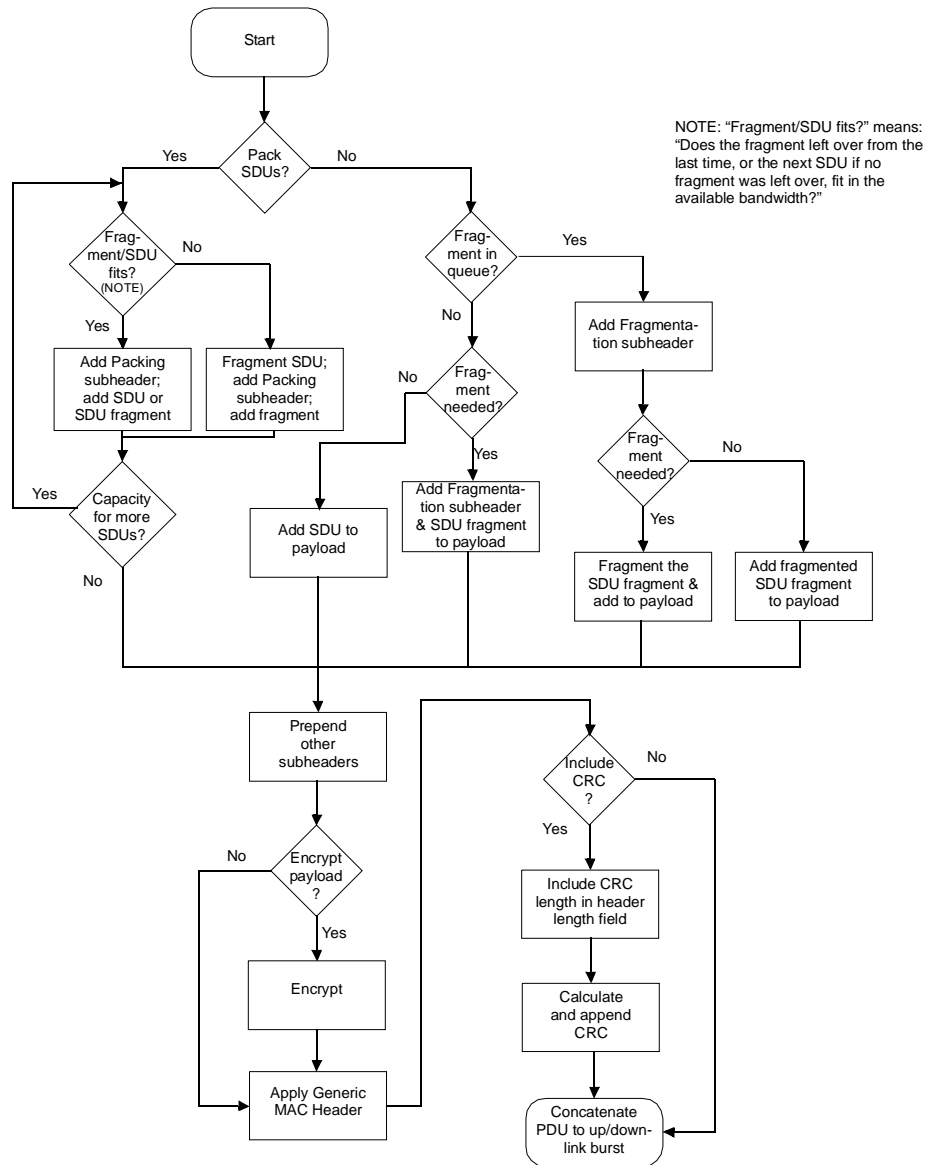 Start
Pack
SDUs?
Yes
No
NOTE: “Fragment/SDU fits?” means:
“Does the fragment left over from the
last time, or the next SDU if no
fragment was left over, fit in the
available bandwidth?”
Frag-
ment/SDU
fits?
(NOTE)
No
Yes
Frag-
ment in
queue?
Yes
No
Add Packing
subheader;
add SDU or
SDU fragment
Fragment SDU;
add Packing
subheader;
add fragment
Add Fragmenta-
tion subheader
No
Frag-
ment
needed?
Yes
Frag-
ment
needed?
No
Yes
Yes
Capacity
for more
SDUs?
No
Add SDU to
payload
Add Fragmenta-
tion subheader
& SDU fragment
to payload
Fragment the
SDU fragment &
add to payload
Add fragmented
SDU fragment
to payload
Prepend
other
subheaders
Include
CRC
?
No
Yes
No
Encrypt
payload
?
Yes
Include CRC
length in header
length field
Encrypt
Calculate
and append
CRC
Apply Generic
MAC Header
Concatenate
PDU to up/down-
link burst